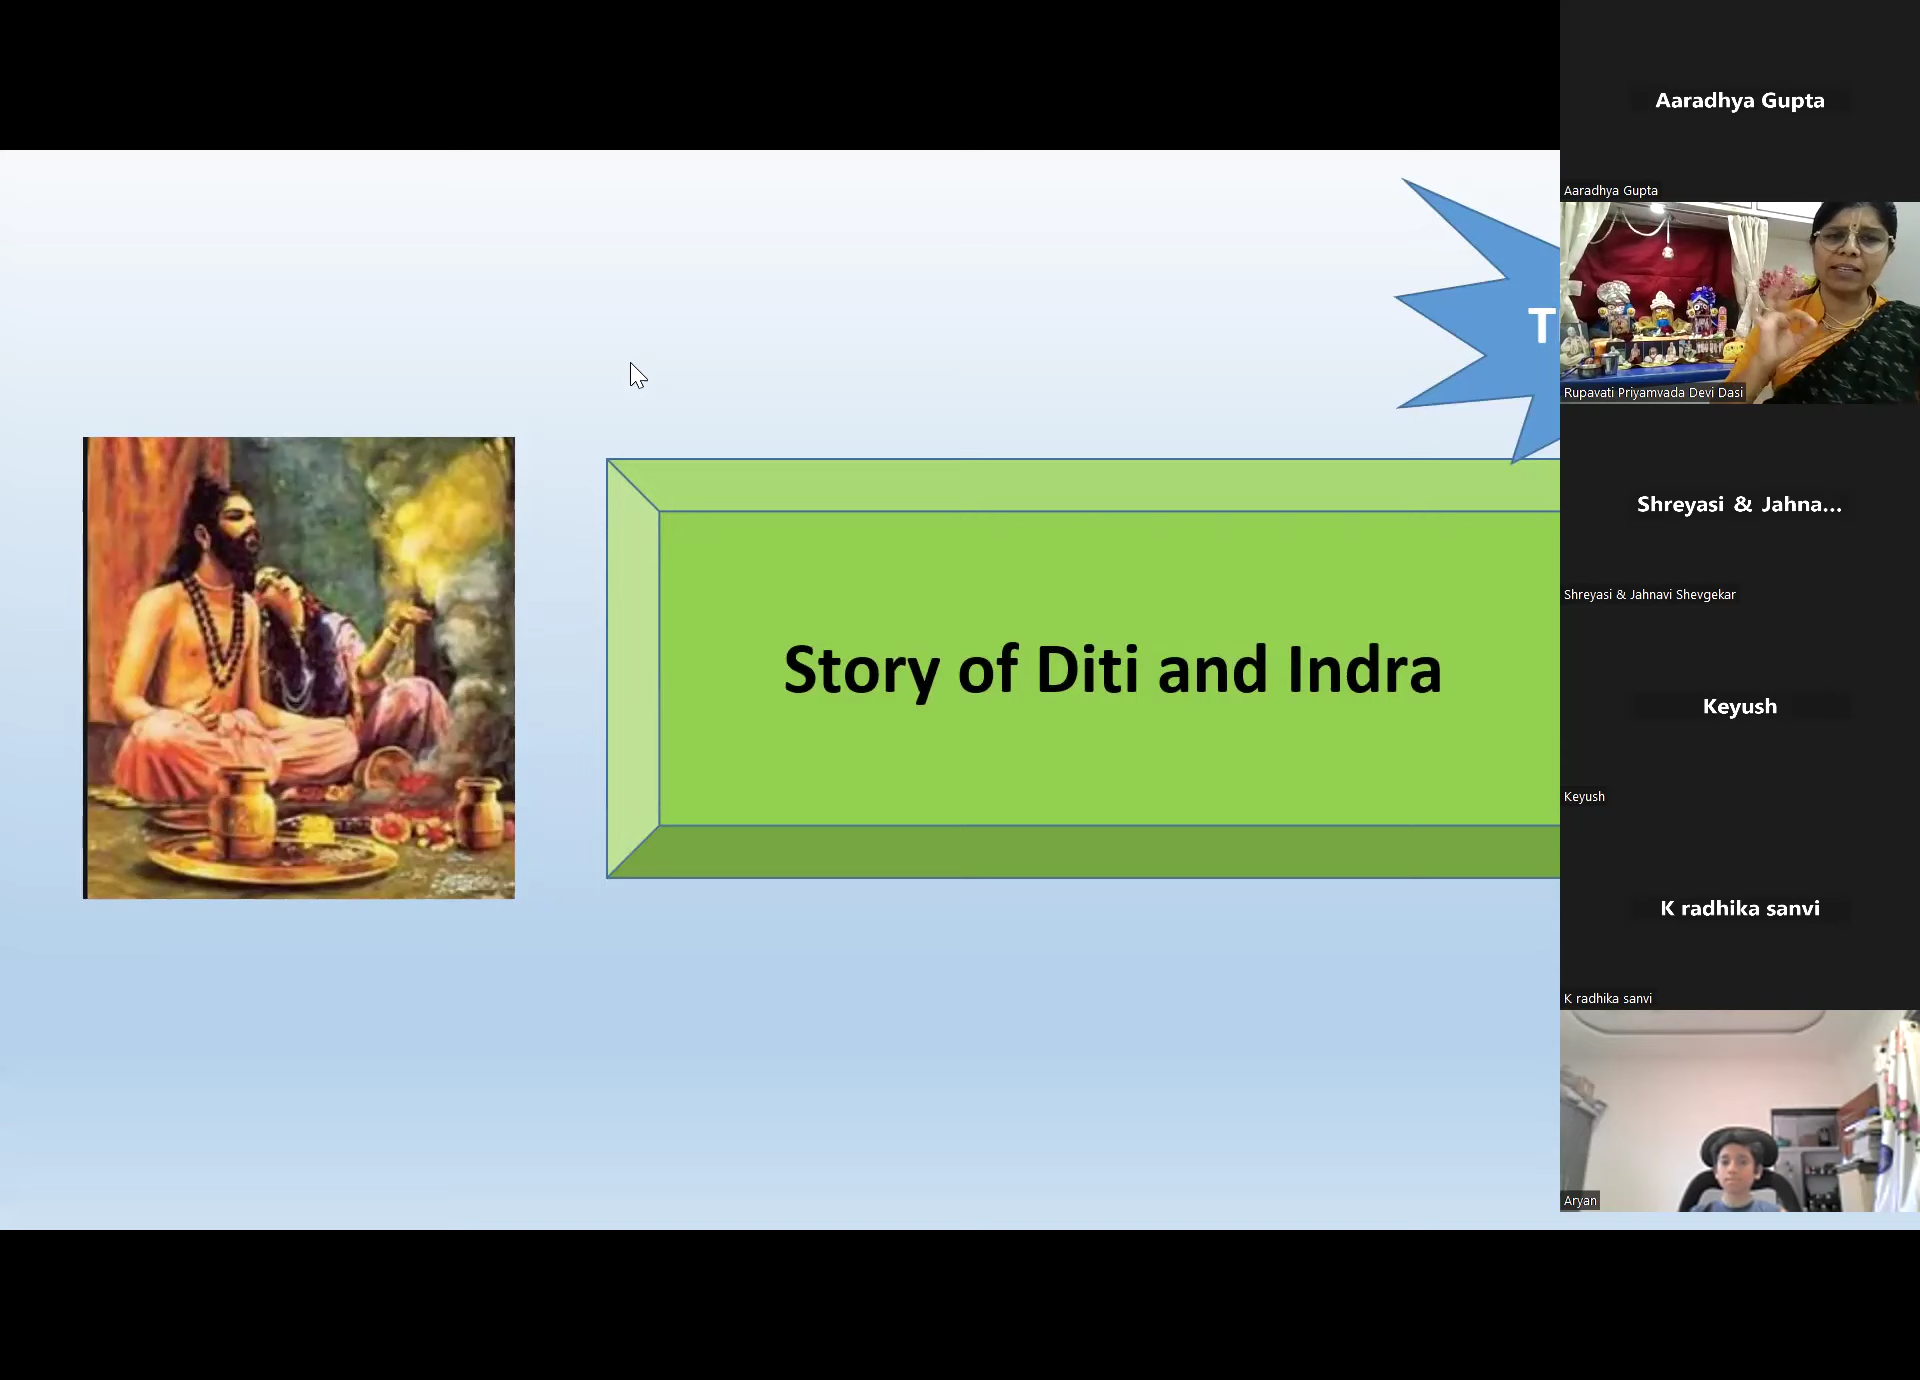 T
Story of Diti and Indra
Aaradhya Gupta
Aaradhya Gupta
Rupavati Priyamvada Devi Dasi
Shreyasi & Jahna...
Shreyasi & Jahnavi Shevgekar
Keyush
Keyush
K radhika sanvi
K radhika sanvi
Aryan